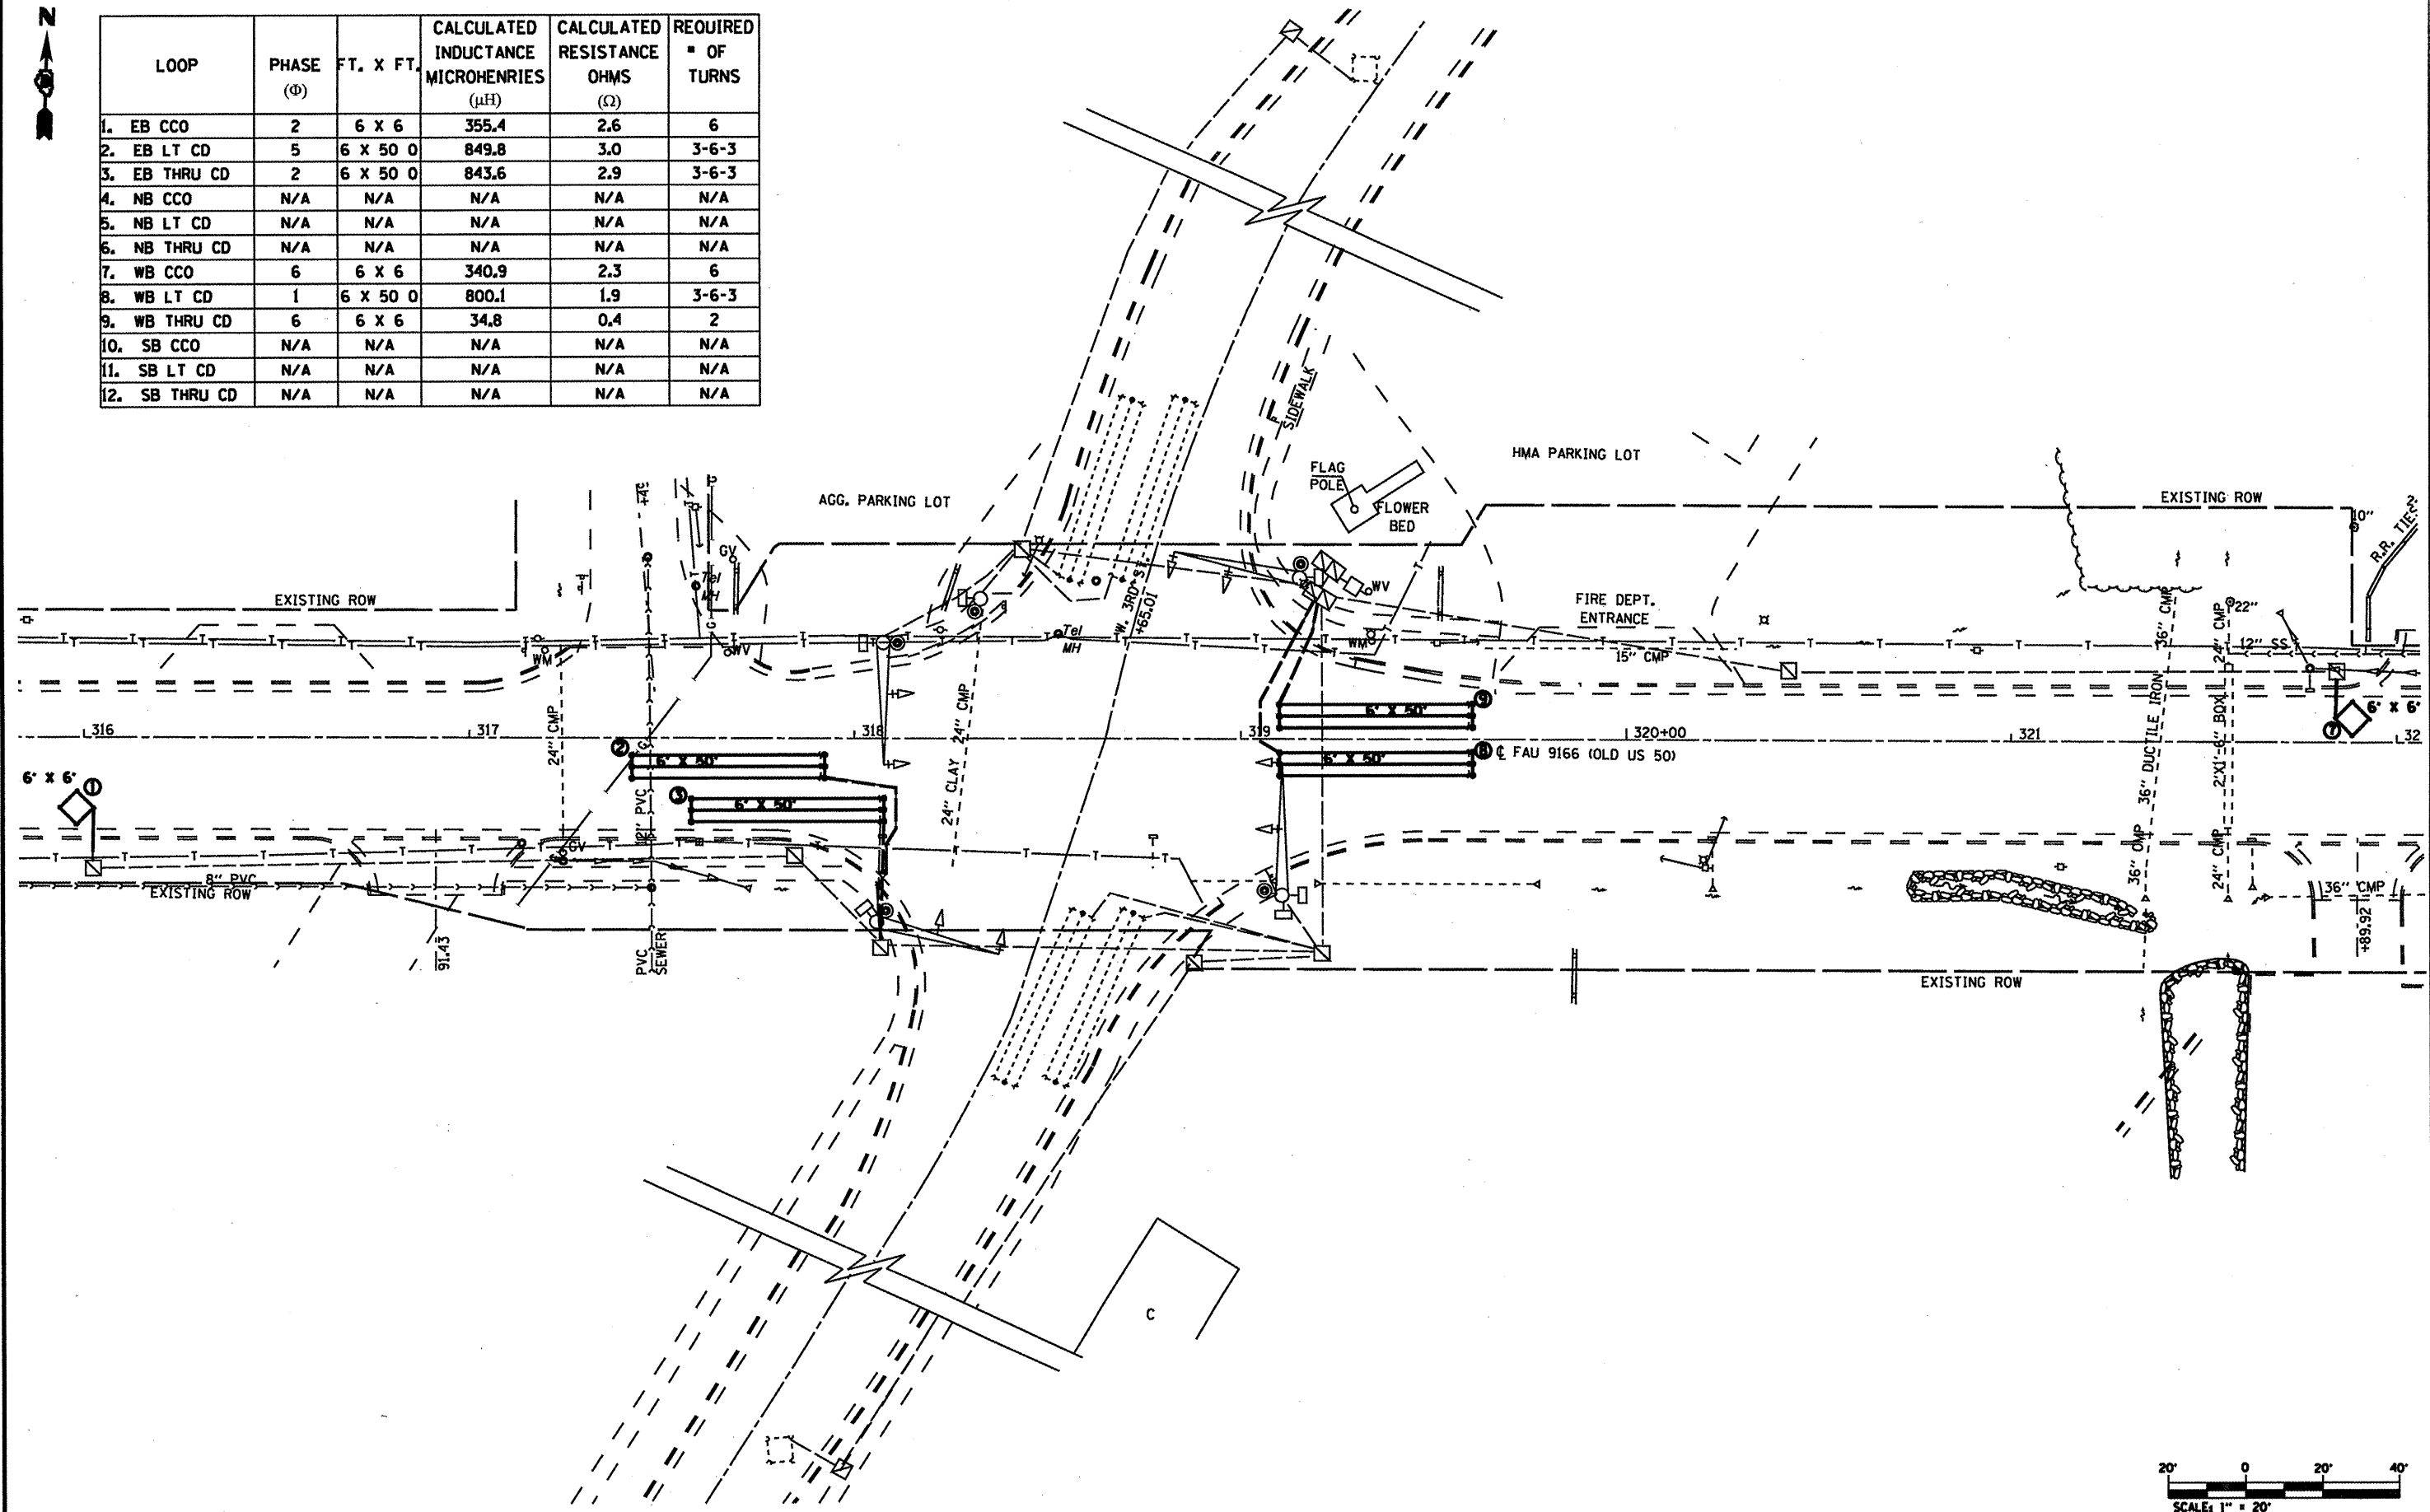 N
LOOP PHASE (Φ) FT. X FT. CALCULATED INDUCTANCE MICROHENRIES (μH) CALCULATED RESISTANCE OHMS (Ω) REQUIRED # OF TURNS
1. EB CCO 2 6 X 6 355.4 2.6 6
2. EB LT CD 5 6 X 50 Q 849.8 3.0 3-6-3
3. EB THRU CD 2 6 X 50 Q 843.6 2.9 3-6-3
4. NB CCO N/A N/A N/A N/A N/A
5. NB LT CD N/A N/A N/A N/A N/A
6. NB THRU CD N/A N/A N/A N/A N/A
7. WB CCO 6 6 X 6 340.9 2.3 6
8. WB LT CD 1 6 X 50 Q 800.1 1.9 3-6-3
9. WB THRU CD 6 6 X 6 34.8 0.4 2
10. SB CCO N/A N/A N/A N/A N/A
11. SB LT CD N/A N/A N/A N/A N/A
12. SB THRU CD N/A N/A N/A N/A N/A
SIDEWALK
HMA PARKING LOT
FLAG
POLE
FLOWER
BED
AGG. PARKING LOT
EXISTING ROW
10"
R.R. TIES
GV
Tel
MH
WV
EXISTING ROW
W. 3RD ST.
+65.01
FIRE DEPT.
ENTRANCE
22"
WM
WV
Tel
MH
WM
15" CMP
12" SS
36" CMP
24" CMP
9
6' X 50'
6' X 6'
7
316
317
318
319
320+00
321
32
24" CMP
24" CLAY
24" CMP
36" DUCTILE IRON
2'X1'-6" BOX
2
6' X 50'
8
6' X 50'
℄ FAU 9166 (OLD US 50)
6' X 6'
1
3
6' X 50'
12" PVC
G
GV
36" CMP
24" CMP
8" PVC
EXISTING ROW
36" CMP
+89.92
91.43
PVC
SEWER
EXISTING ROW
C
20' 0 20' 40'
SCALE: 1" = 20'